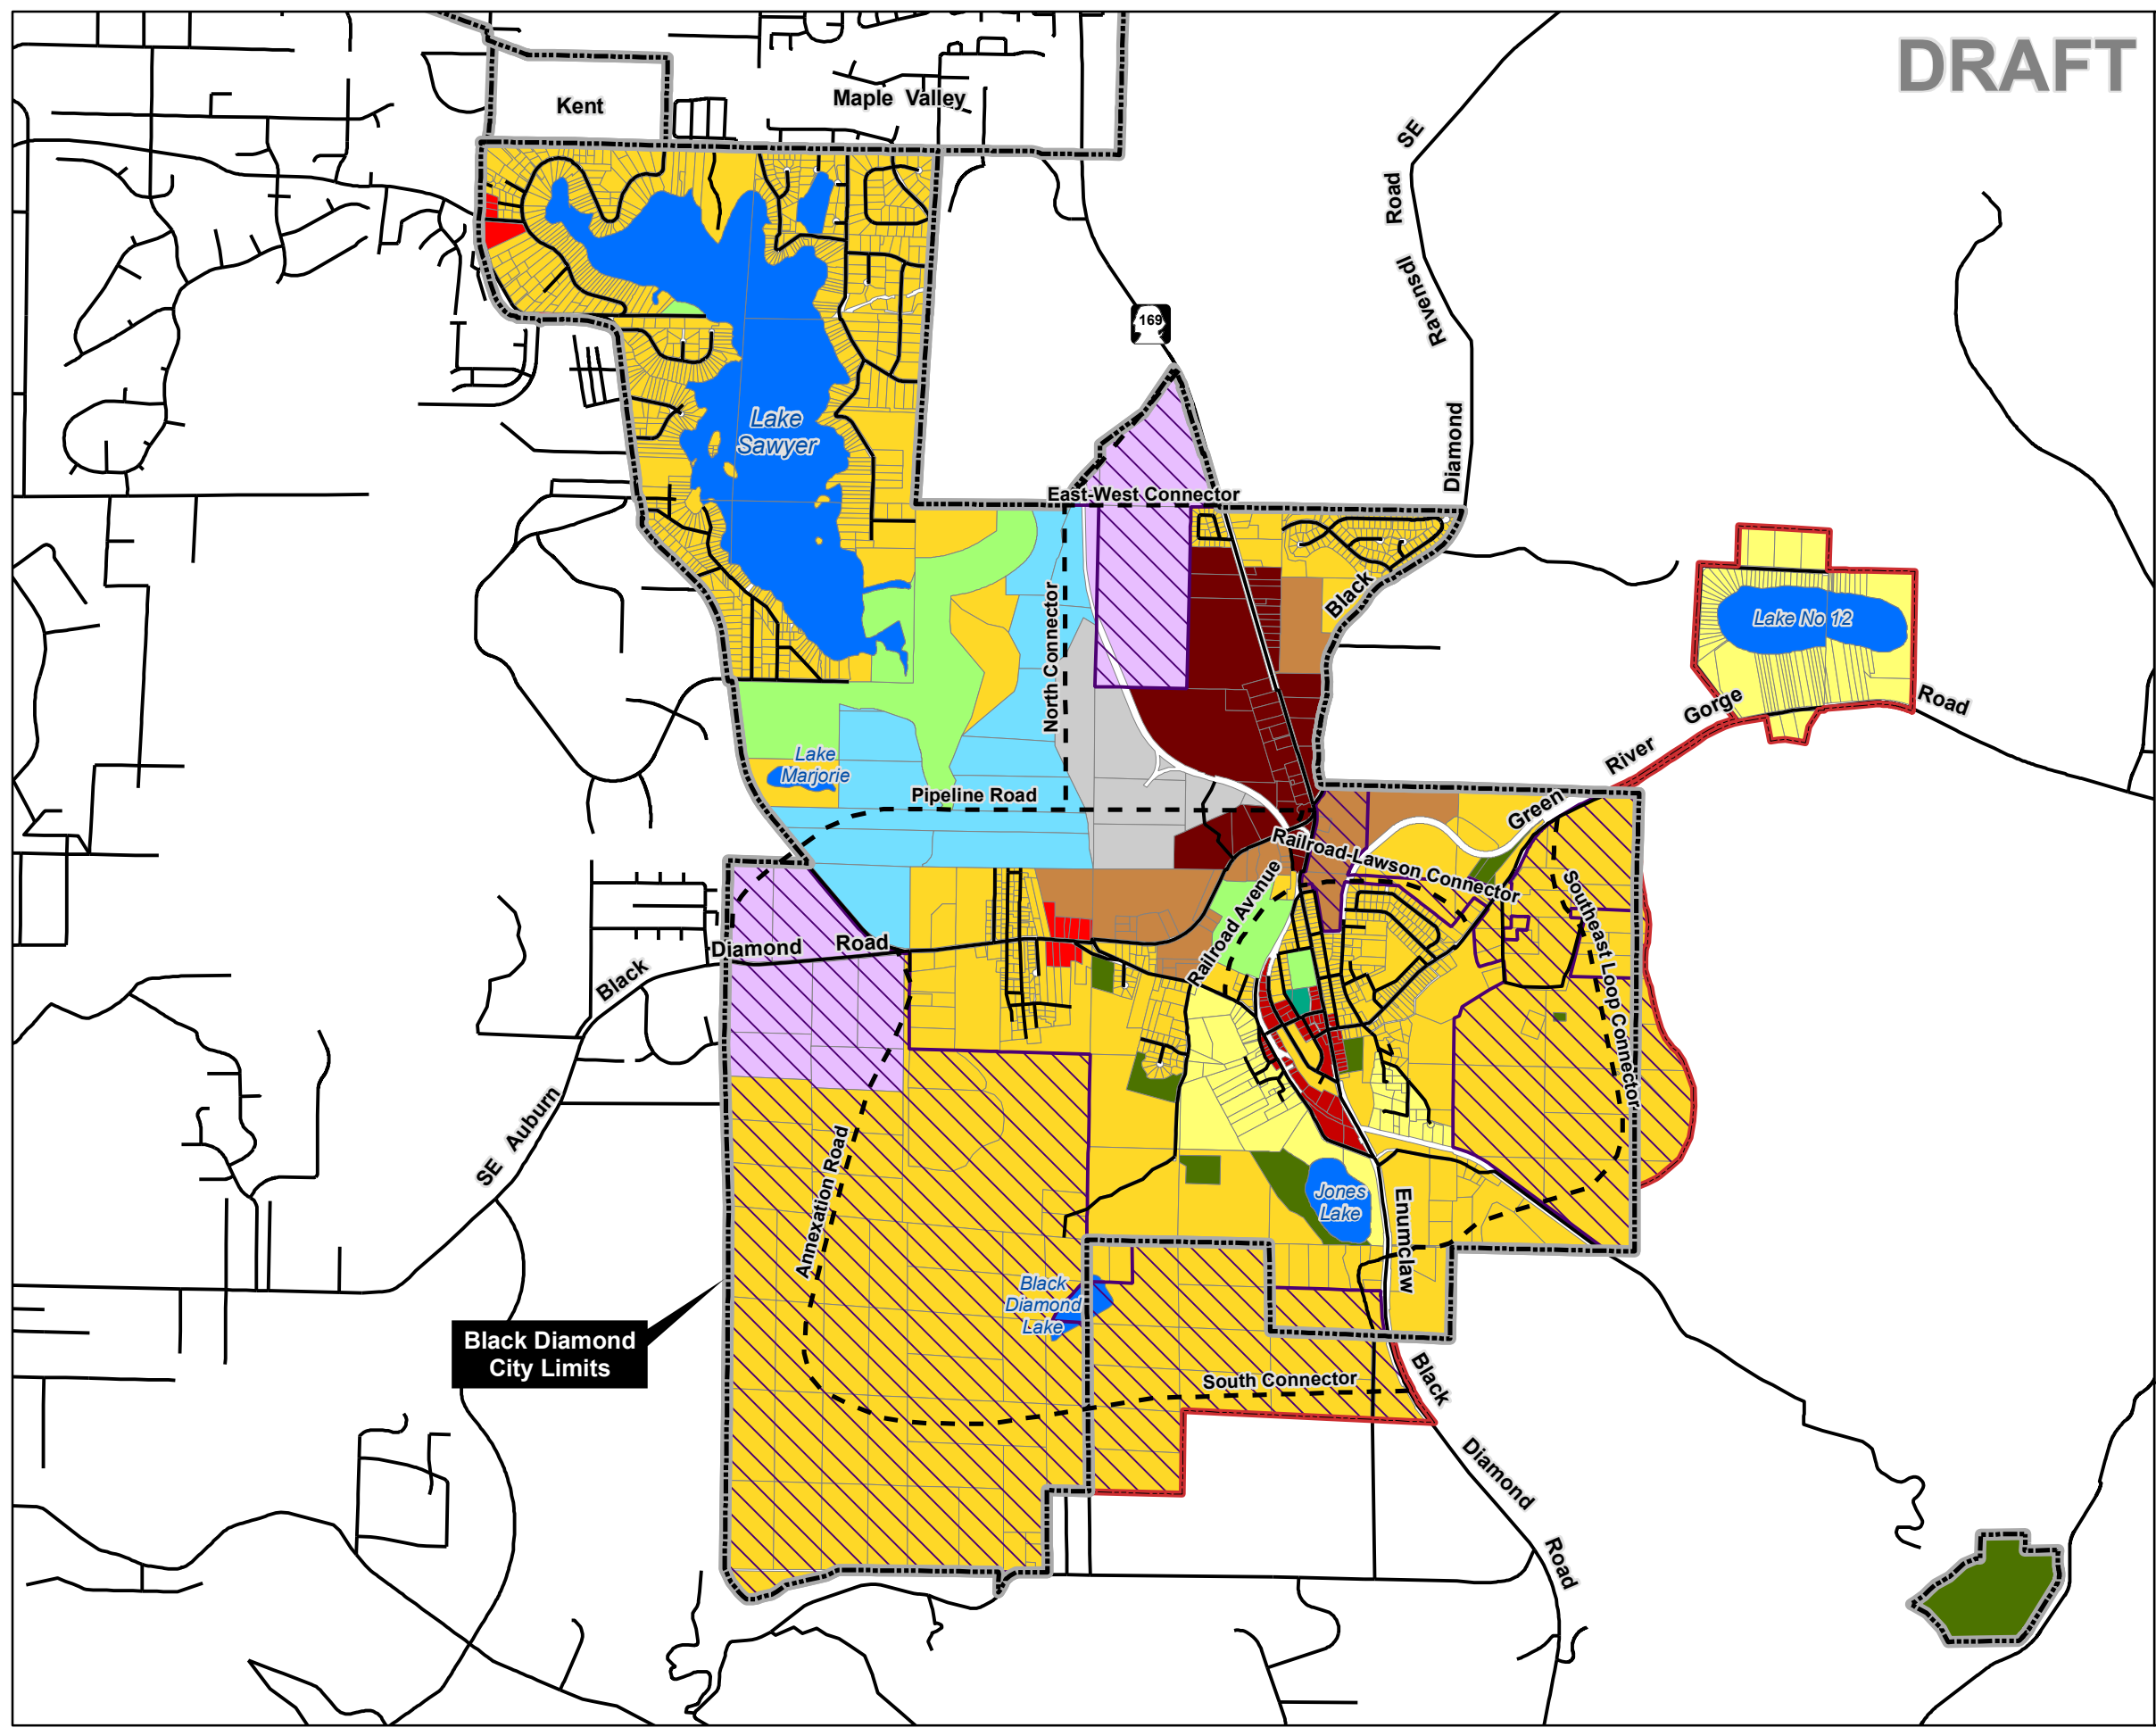 DRAFT
Kent
Maple Valley
SE
Road
Ravensdl
Diamond
Black
169
Lake
Sawyer
East-West Connector
North Connector
Lake No 12
Gorge
Road
River
Green
Lake
Marjorie
Pipeline Road
Railroad-Lawson Connector
Railroad Avenue
Southeast Loop Connector
Diamond Road
Black
SE Auburn
Annexation Road
Jones
Lake
Enumclaw
Black
Diamond
Lake
Black Diamond
City Limits
South Connector
Black
Diamond
Road